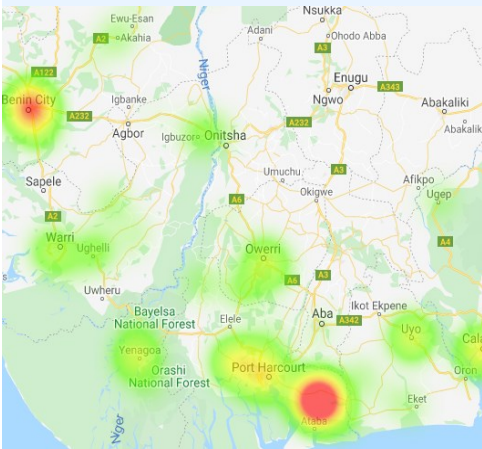 Nsukka
Ewu-Esan
Adani
Ohodo Abba
A2
Akahia
A3
Niger
A122
Enugu
A343
Benin City
Igbanke
Ngwo
Abakaliki
A232
Agbor
Igbuzor
Onitsha
A232
Abakalik
Umuchu
A3
Afikpo
Sapele
Okigwe
Ugep
A6
A2
Warri
Ughelli
Owerri
A4
A6
A3
Uwheru
Bayelsa
National Forest
Elele
Aba
Ikot Ekpene
A342
Uyo
Cala
Yenagoa
Orashi
National Forest
Port Harcourt
Oron
Eket
Ataba
Niger